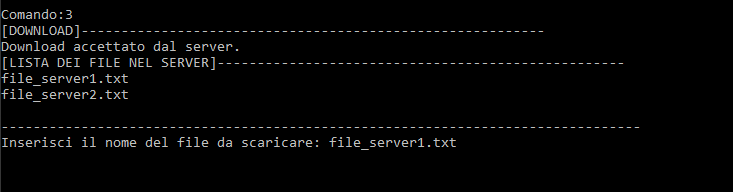 Comando:3
[DOWNLOAD]----------------------------------------------------------
Download accettato dal server.
[LISTA DEI FILE NEL SERVER]---------------------------------------------------
file_server1.txt
file_server2.txt
--------------------------------------------------------------------------------
Inserisci il nome del file da scaricare: file_server1.txt